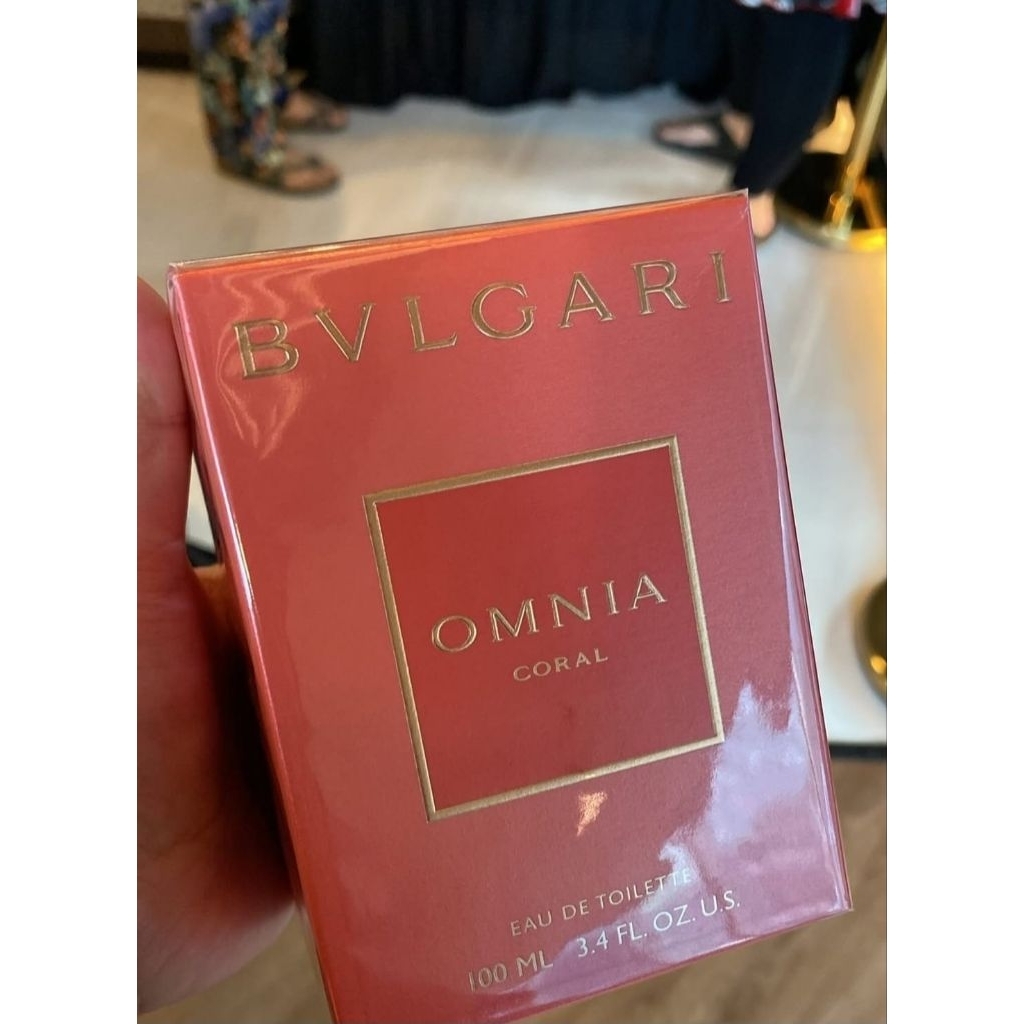 BVLGARI
OMNIA
CORAL
EAU DE TOILETTE
100 ML 3.4 FL. OZ. U.S.